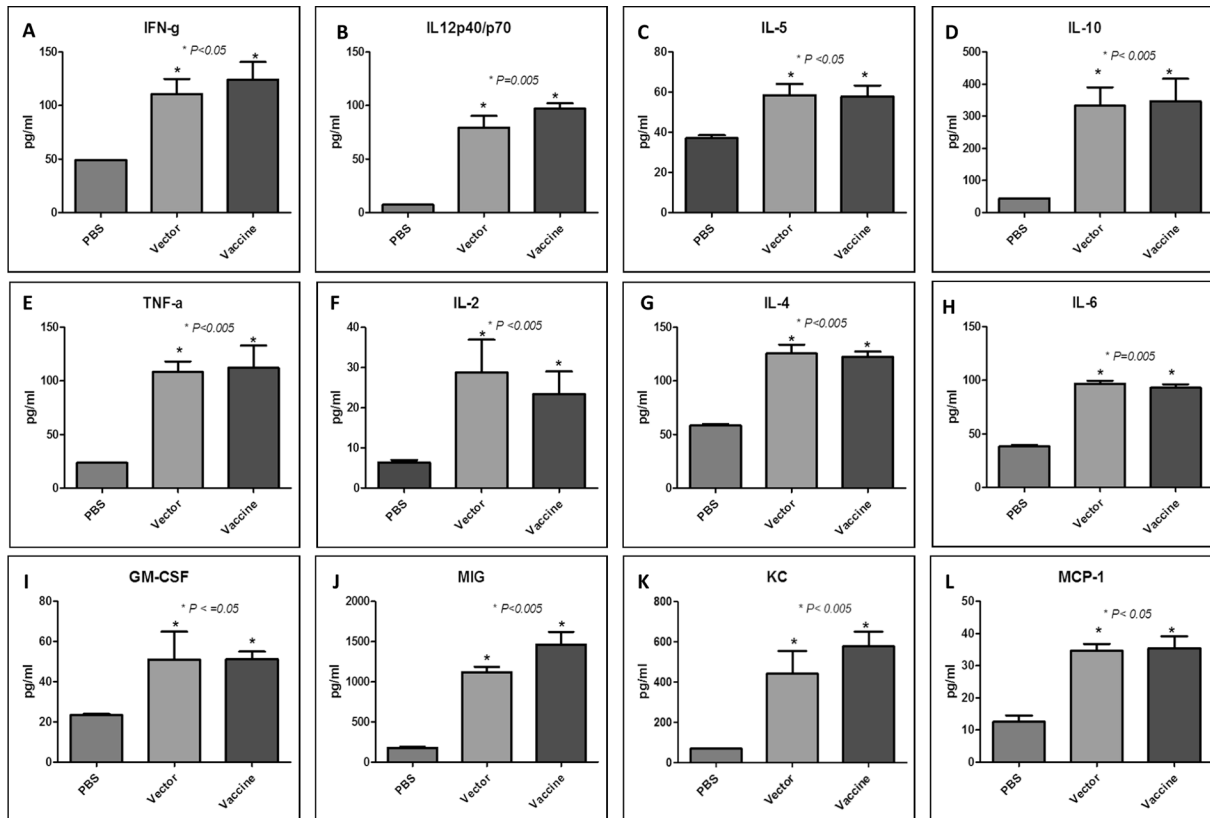 A
IFN-g
* P<0.05
pg/ml
150
100
50
0
*
*
PBS
Vector
Vaccine
B
IL12p40/p70
* P=0.005
pg/ml
150
100
50
0
*
*
PBS
Vector
Vaccine
C
IL-5
* P <0.05
pg/ml
80
60
40
20
0
*
*
PBS
Vector
Vaccine
D
IL-10
* P< 0.005
pg/ml
500
400
300
200
100
0
*
*
PBS
Vector
Vaccine
E
TNF-a
* P<0.005
pg/ml
150
100
50
0
*
*
PBS
Vector
Vaccine
F
IL-2
* P <0.005
pg/ml
40
30
20
10
0
*
*
PBS
Vector
Vaccine
G
IL-4
* P<0.005
pg/ml
150
100
50
0
*
*
PBS
Vector
Vaccine
H
IL-6
* P=0.005
pg/ml
150
100
50
0
*
*
PBS
Vector
Vaccine
I
GM-CSF
* P < =0.05
pg/ml
80
60
40
20
0
*
*
PBS
Vector
Vaccine
J
MIG
* P<0.005
pg/ml
2000
1500
1000
500
0
*
*
PBS
Vector
Vaccine
K
KC
* P< 0.005
pg/ml
800
600
400
200
0
*
*
PBS
Vector
Vaccine
L
MCP-1
* P< 0.05
pg/ml
50
40
30
20
10
0
*
*
PBS
Vector
Vaccine